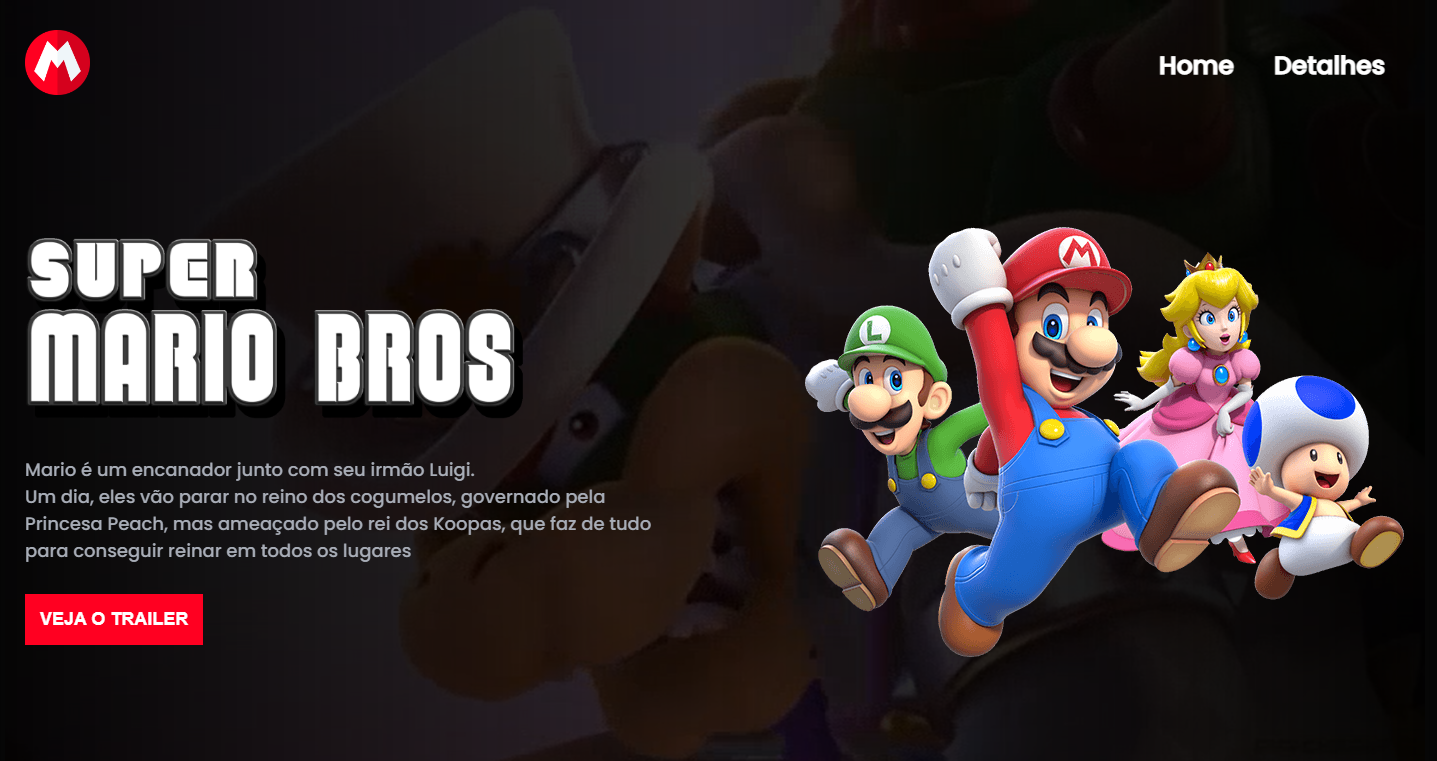 M
Home Detalhes
SUPER
MARIO BROS
M
L
Mario é um encanador junto com seu irmão Luigi.
Um dia, eles vão parar no reino dos cogumelos, governado pela
Princesa Peach, mas ameaçado pelo rei dos Koopas, que faz de tudo
para conseguir reinar em todos os lugares
VEJA O TRAILER